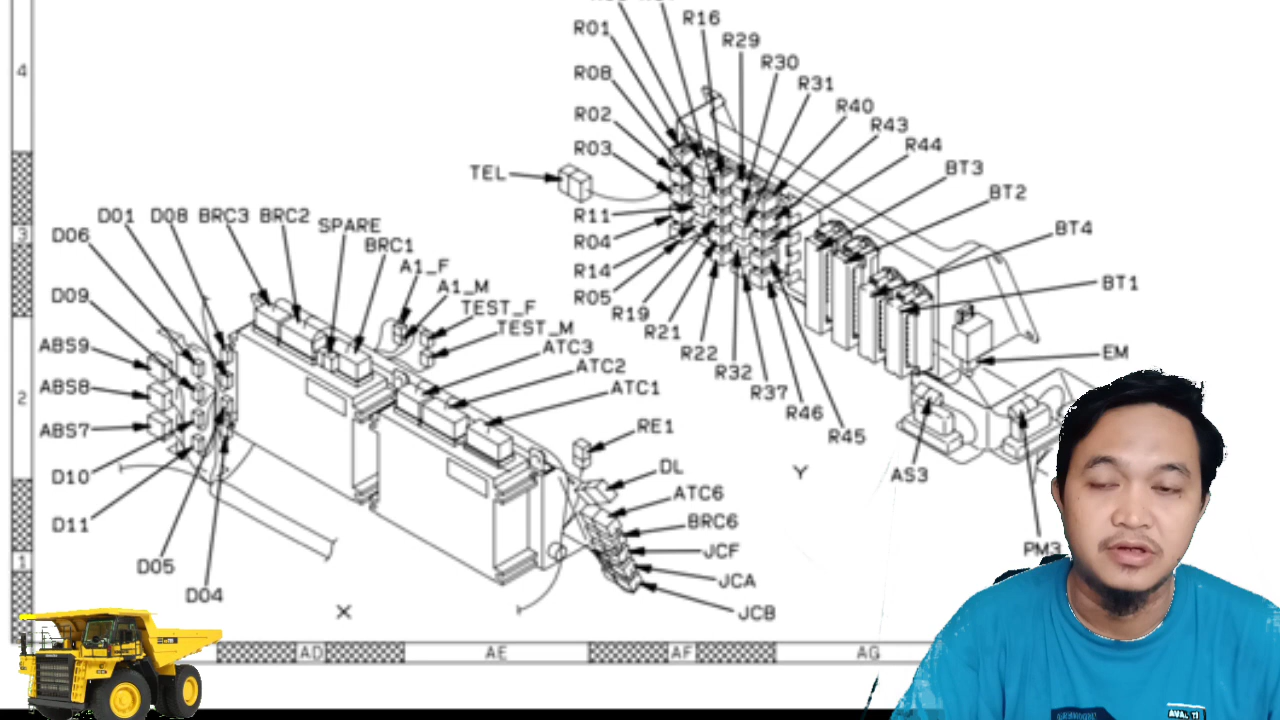 R16
R01
R29
R30
R08
R31
4
R40
R02
R43
R03
R44
TEL
BT3
BT2
D01 D08 BRC3 BRC2
R11
SPARE
BT4
3
D06
R04
BRC1
A1_F
R14
A1_M
BT1
D09
R05
TEST_F
R19
TEST_M
R21
ABS9
ATC3
R22
EM
ATC2
R32
ABS8
ATC1
R37
2
R46
ABS7
RE1
R45
D10
DL
Y
AS3
ATC6
D11
BRC6
JCF
PM3
D05
1
JCA
D04
X
JCB
AD
AE
AF
AG